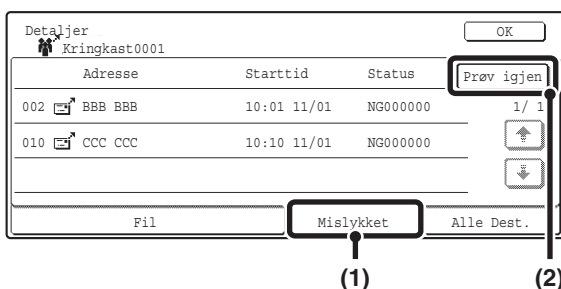 Detaljer
Kringkast0001
OK
Adresse Starttid Status Prøv igjen
002 BBB BBB 10:01 11/01 NG000000 1/ 1
010 CCC CCC 10:10 11/01 NG000000
Fil Mislykket Alle Dest.
(1) (2)